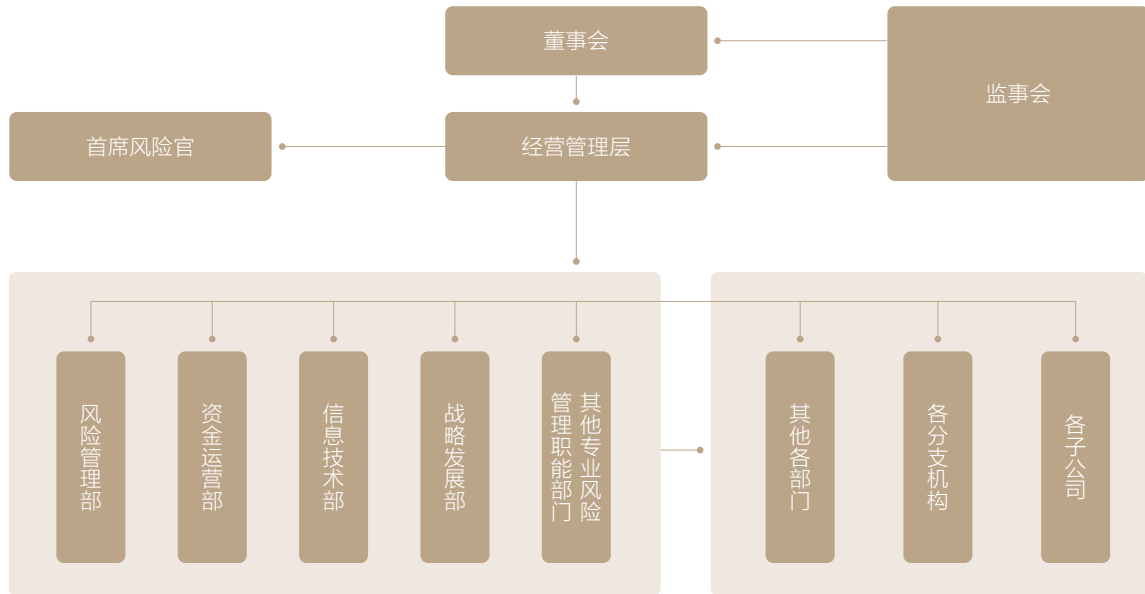 董事会
监事会
首席风险官
经营管理层
风险管理部
资金运营部
信息技术部
战略发展部
其他专业风险
管理职能部门
其他各部门
各分支机构
各子公司